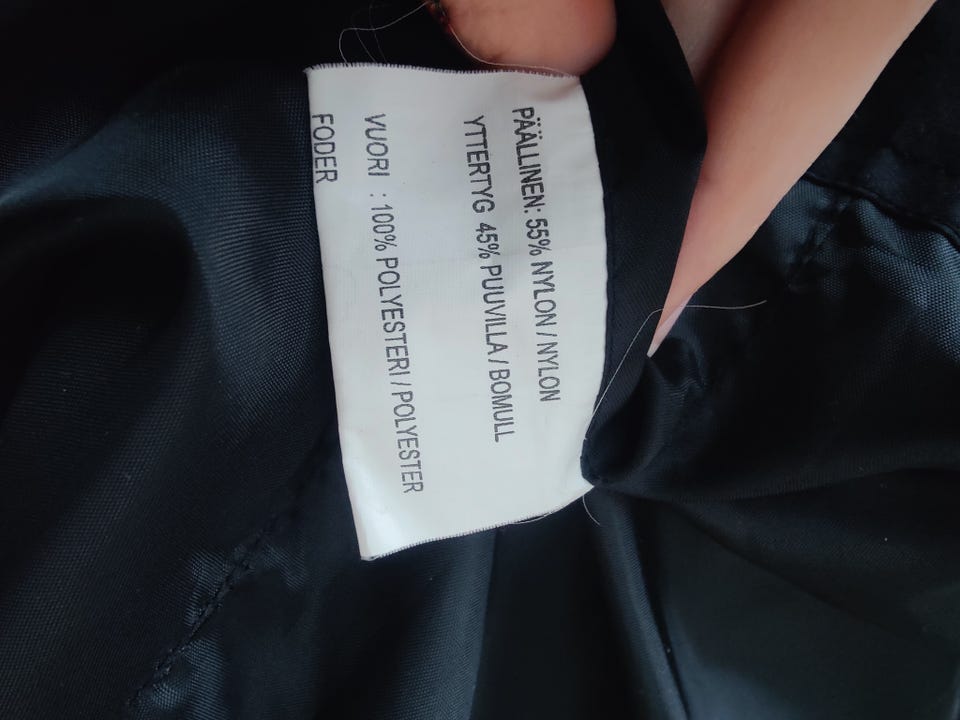 PÄÄLLINEN: 55% NYLON / NYLON
YTTERTYG 45% PUUVILLA / BOMULL
VUORI : 100% POLYESTERI / POLYESTER
FODER